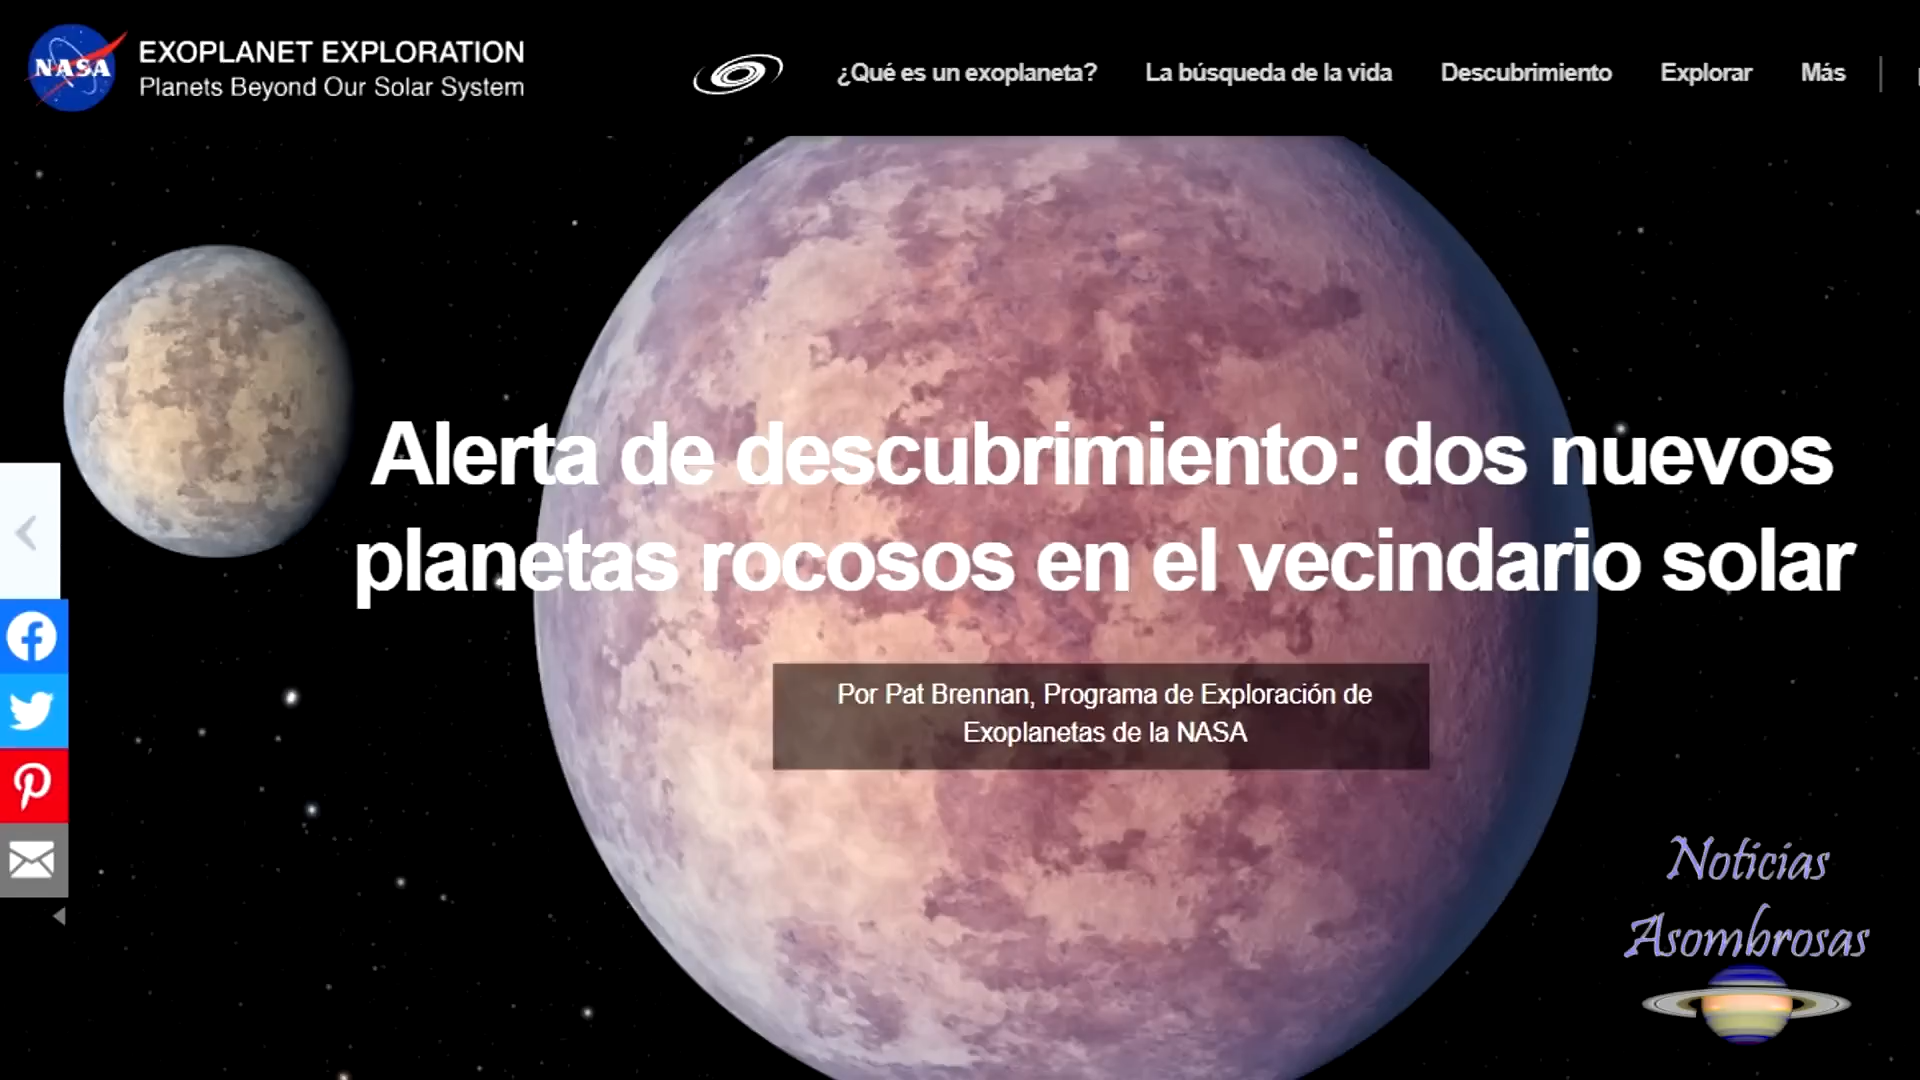 NASA
EXOPLANET EXPLORATION
Planets Beyond Our Solar System
¿Qué es un exoplaneta?
La búsqueda de la vida
Descubrimiento
Explorar
Más
Alerta de descubrimiento: dos nuevos
planetas rocosos en el vecindario solar
Por Pat Brennan, Programa de Exploración de
Exoplanetas de la NASA
Noticias
Asombrosas